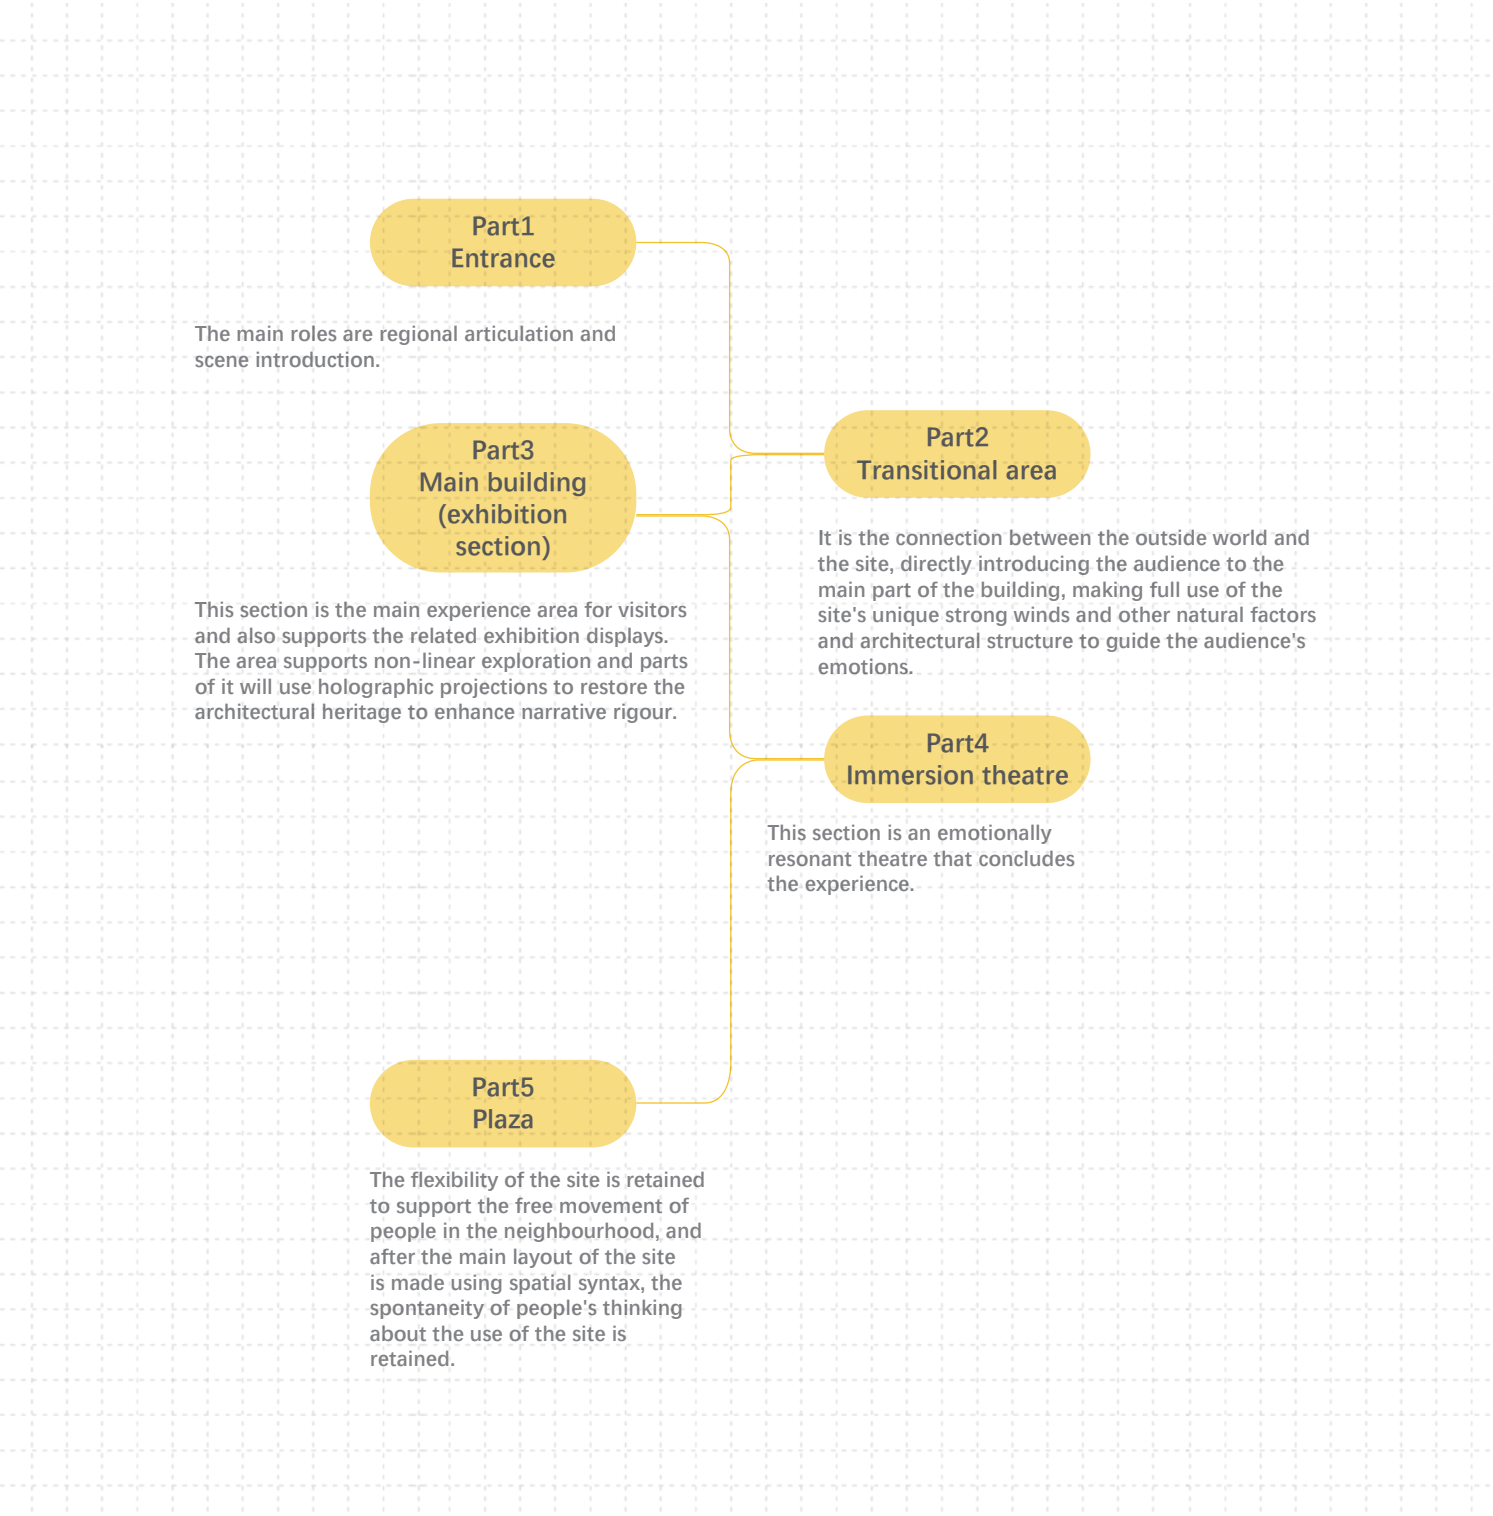 Part1
Entrance
The main roles are regional articulation and
scene introduction.
Part2
Transitional area
It is the connection between the outside world and
the site, directly introducing the audience to the
main part of the building, making full use of the
site's unique strong winds and other natural factors
and architectural structure to guide the audience's
emotions.
Part3
Main building
(exhibition
section)
This section is the main experience area for visitors
and also supports the related exhibition displays.
The area supports non-linear exploration and parts
of it will use holographic projections to restore the
architectural heritage to enhance narrative rigour.
Part4
Immersion theatre
This section is an emotionally
resonant theatre that concludes
the experience.
Part5
Plaza
The flexibility of the site is retained
to support the free movement of
people in the neighbourhood, and
after the main layout of the site
is made using spatial syntax, the
spontaneity of people's thinking
about the use of the site is
retained.